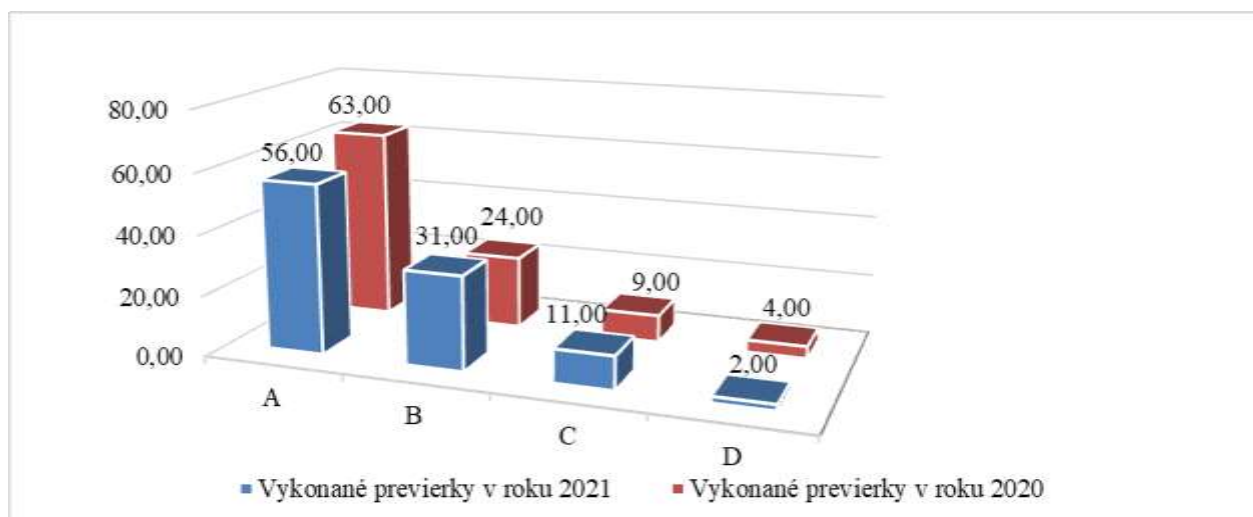 80,00
60,00
40,00
20,00
0,00
63,00
56,00
24,00
31,00
9,00
11,00
4,00
2,00
A
B
C
D
Vykonané previerky v roku 2021
Vykonané previerky v roku 2020